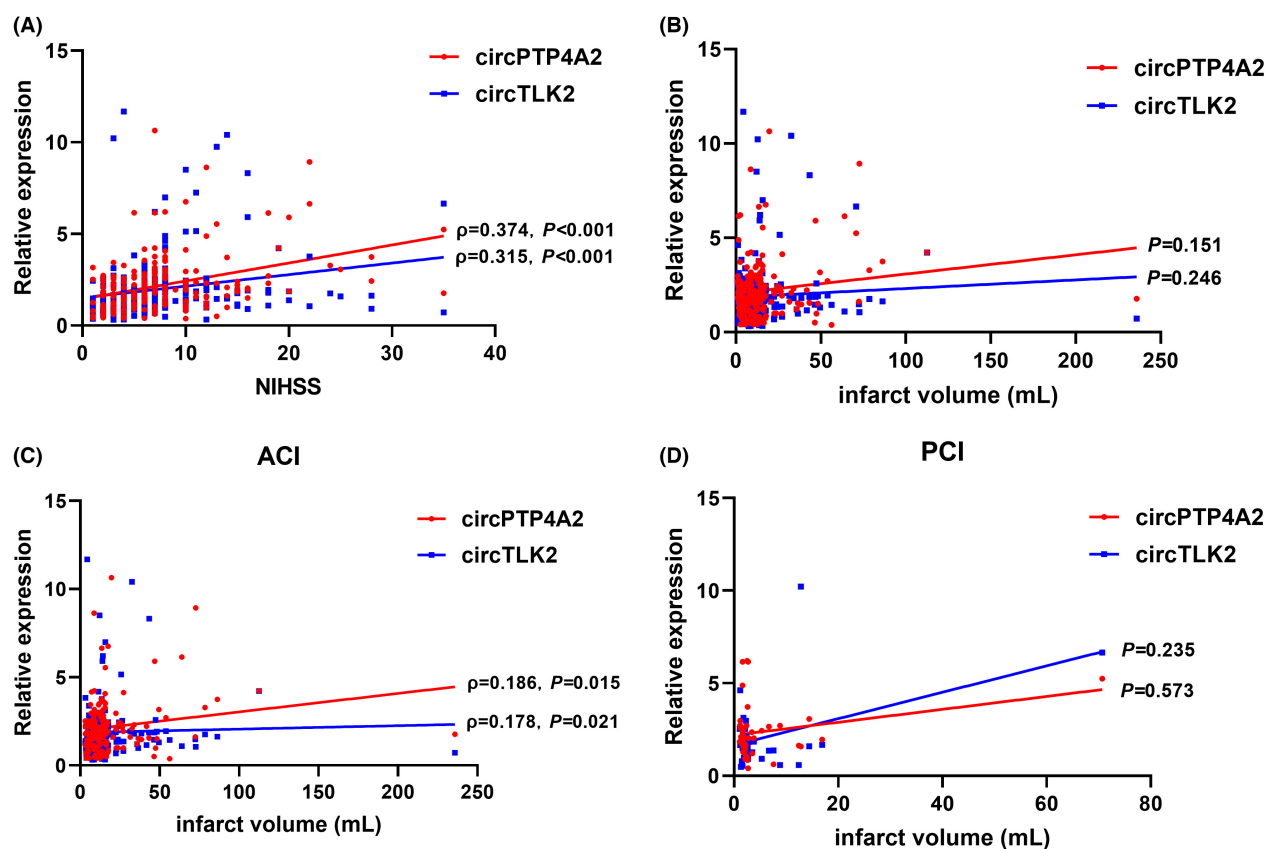 (A)
15
10
5
0
Relative expression
circPTP4A2
circTLK2
ρ=0.374, P<0.001
ρ=0.315, P<0.001
0 10 20 30 40
NIHSS
(B)
15
10
5
0
Relative expression
circPTP4A2
circTLK2
P=0.151
P=0.246
0 50 100 150 200 250
infarct volume (mL)
(C)
ACI
15
10
5
0
Relative expression
circPTP4A2
circTLK2
ρ=0.186, P=0.015
ρ=0.178, P=0.021
0 50 100 150 200 250
infarct volume (mL)
(D)
PCI
15
10
5
0
Relative expression
circPTP4A2
circTLK2
P=0.235
P=0.573
0 20 40 60 80
infarct volume (mL)